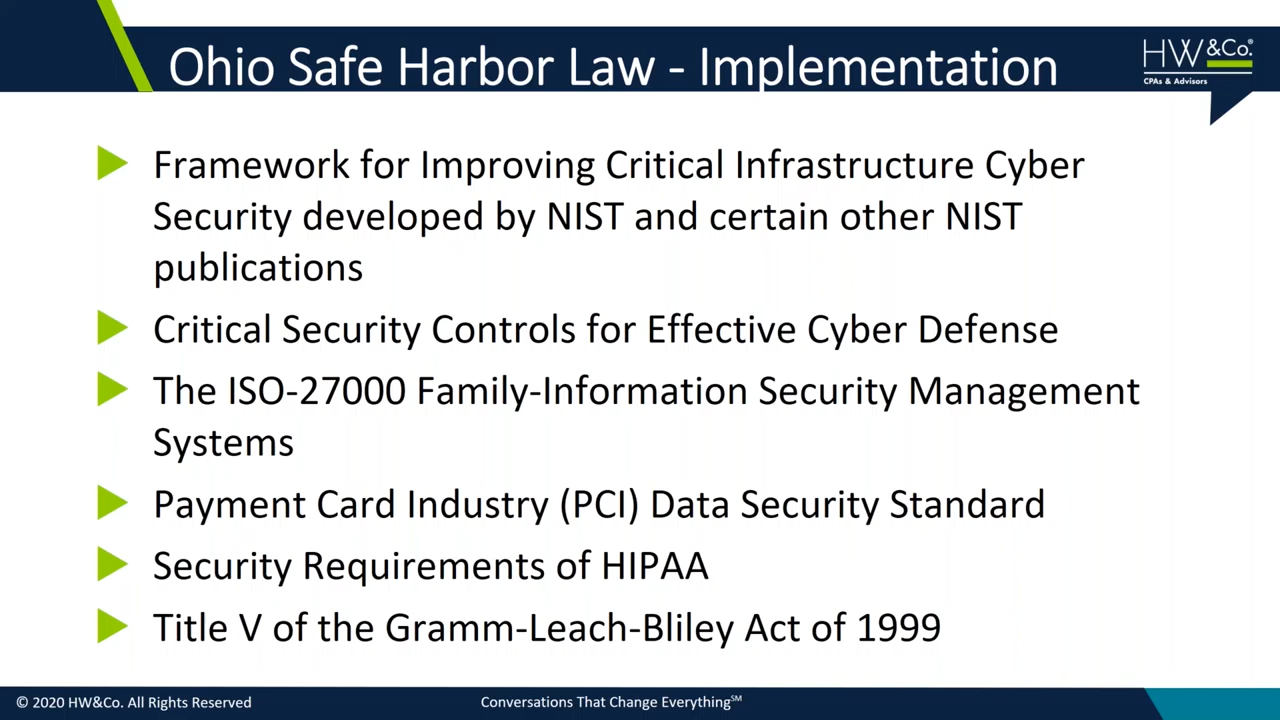 Ohio Safe Harbor Law - Implementation
HW &Co.®
CPAs & Advisors
Framework for Improving Critical Infrastructure Cyber
Security developed by NIST and certain other NIST
publications
Critical Security Controls for Effective Cyber Defense
The ISO-27000 Family-Information Security Management
Systems
Payment Card Industry (PCI) Data Security Standard
Security Requirements of HIPAA
Title V of the Gramm-Leach-Bliley Act of 1999
© 2020 HW&Co. All Rights Reserved
Conversations That Change Everything℠